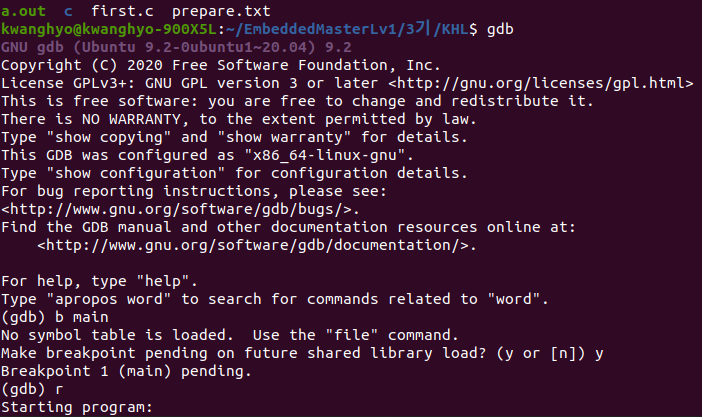 a.out  c  first.c  prepare.txt
kwanghyo@kwanghyo-900X5L:~/EmbeddedMasterLv1/3기/KHL$ gdb
GNU gdb (Ubuntu 9.2-0ubuntu1~20.04) 9.2
Copyright (C) 2020 Free Software Foundation, Inc.
License GPLv3+: GNU GPL version 3 or later <http://gnu.org/licenses/gpl.html>
This is free software: you are free to change and redistribute it.
There is NO WARRANTY, to the extent permitted by law.
Type "show copying" and "show warranty" for details.
This GDB was configured as "x86_64-linux-gnu".
Type "show configuration" for configuration details.
For bug reporting instructions, please see:
<http://www.gnu.org/software/gdb/bugs/>.
Find the GDB manual and other documentation resources online at:
    <http://www.gnu.org/software/gdb/documentation/>.

For help, type "help".
Type "apropos word" to search for commands related to "word".
(gdb) b main
No symbol table is loaded.  Use the "file" command.
Make breakpoint pending on future shared library load? (y or [n]) y
Breakpoint 1 (main) pending.
(gdb) r
Starting program: